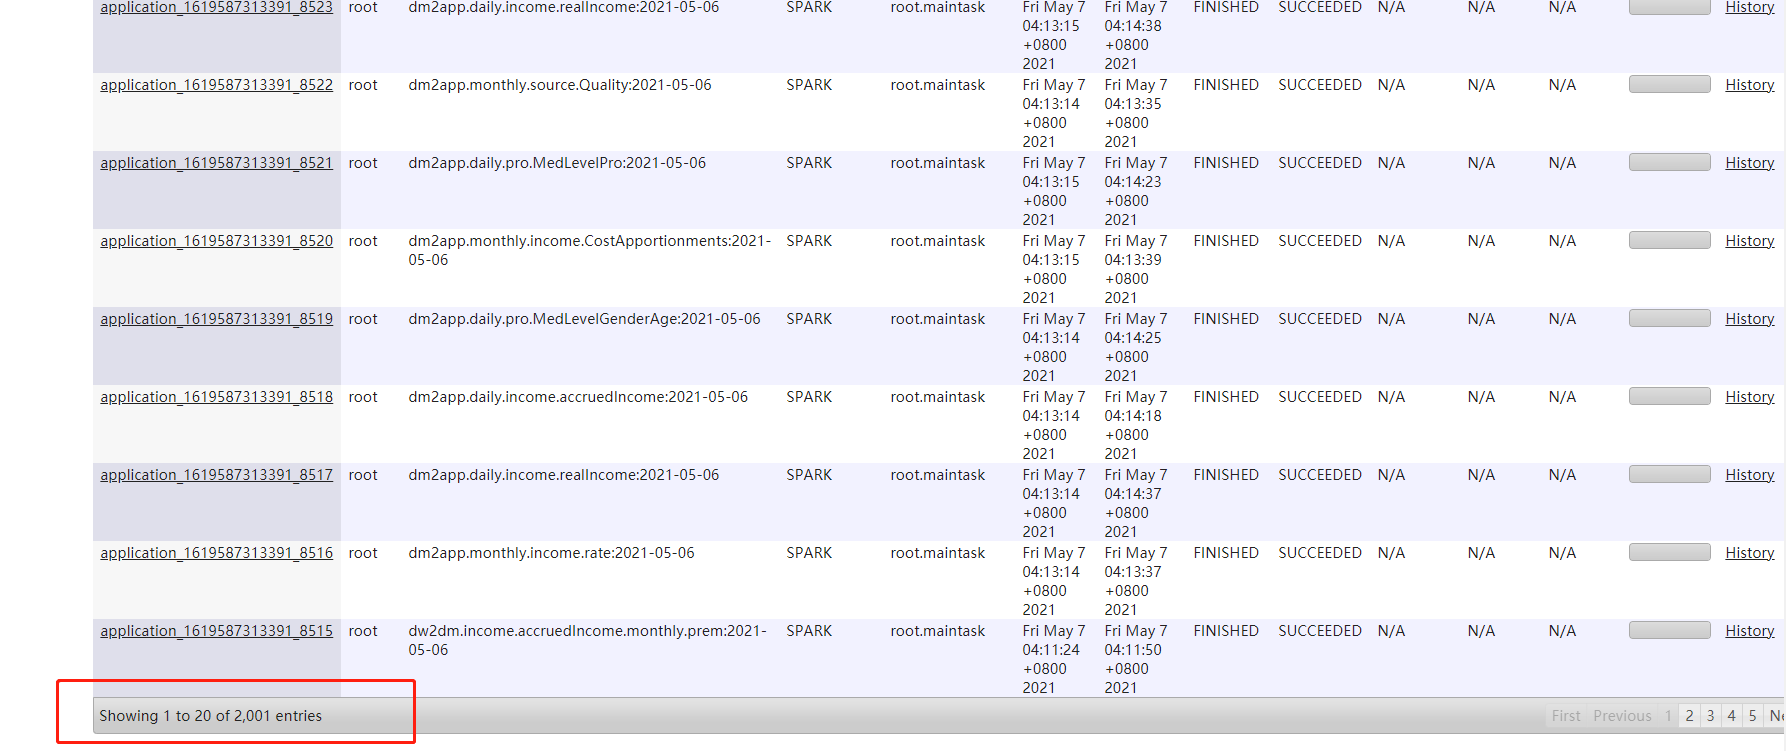 application_1619587313391_8523 root dm2app.daily.income.realIncome:2021-05-06 SPARK root.maintask Fri May 7 Fri May 7 FINISHED SUCCEEDED N/A N/A N/A History
04:13:15 04:14:38
+0800 +0800
2021 2021
application_1619587313391_8522 root dm2app.monthly.source.Quality:2021-05-06 SPARK root.maintask Fri May 7 Fri May 7 FINISHED SUCCEEDED N/A N/A N/A History
04:13:14 04:13:35
+0800 +0800
2021 2021
application_1619587313391_8521 root dm2app.daily.pro.MedLevelPro:2021-05-06 SPARK root.maintask Fri May 7 Fri May 7 FINISHED SUCCEEDED N/A N/A N/A History
04:13:15 04:14:23
+0800 +0800
2021 2021
application_1619587313391_8520 root dm2app.monthly.income.CostApportionments:2021- SPARK root.maintask Fri May 7 Fri May 7 FINISHED SUCCEEDED N/A N/A N/A History
05-06 04:13:15 04:13:39
+0800 +0800
2021 2021
application_1619587313391_8519 root dm2app.daily.pro.MedLevelGenderAge:2021-05-06 SPARK root.maintask Fri May 7 Fri May 7 FINISHED SUCCEEDED N/A N/A N/A History
04:13:14 04:14:25
+0800 +0800
2021 2021
application_1619587313391_8518 root dm2app.daily.income.accruedIncome:2021-05-06 SPARK root.maintask Fri May 7 Fri May 7 FINISHED SUCCEEDED N/A N/A N/A History
04:13:14 04:14:18
+0800 +0800
2021 2021
application_1619587313391_8517 root dm2app.daily.income.realIncome:2021-05-06 SPARK root.maintask Fri May 7 Fri May 7 FINISHED SUCCEEDED N/A N/A N/A History
04:13:14 04:14:37
+0800 +0800
2021 2021
application_1619587313391_8516 root dm2app.monthly.income.rate:2021-05-06 SPARK root.maintask Fri May 7 Fri May 7 FINISHED SUCCEEDED N/A N/A N/A History
04:13:14 04:13:37
+0800 +0800
2021 2021
application_1619587313391_8515 root dw2dm.income.accruedIncome.monthly.prem:2021- SPARK root.maintask Fri May 7 Fri May 7 FINISHED SUCCEEDED N/A N/A N/A History
05-06 04:11:24 04:11:50
+0800 +0800
2021 2021
Showing 1 to 20 of 2,001 entries First Previous 1 2 3 4 5